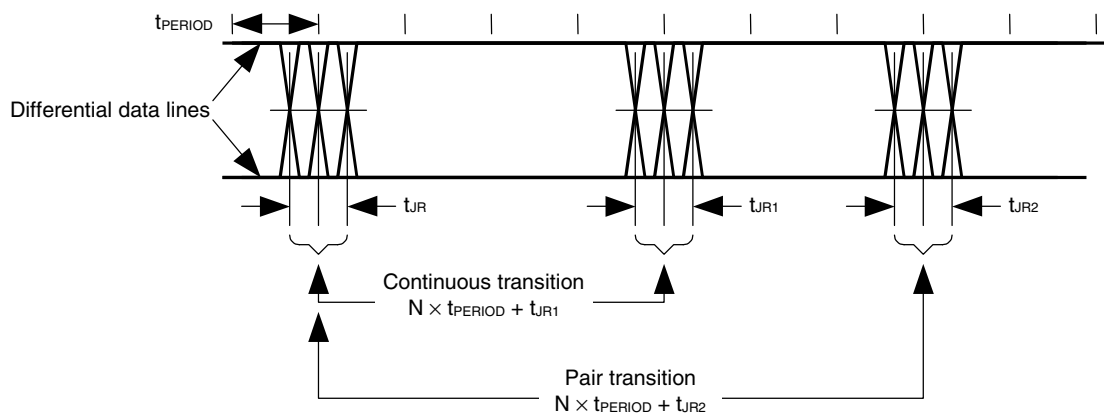 tPERIOD
Differential data lines
tJR
tJR1
tJR2
Continuous transition
N × tPERIOD + tJR1
Pair transition
N × tPERIOD + tJR2